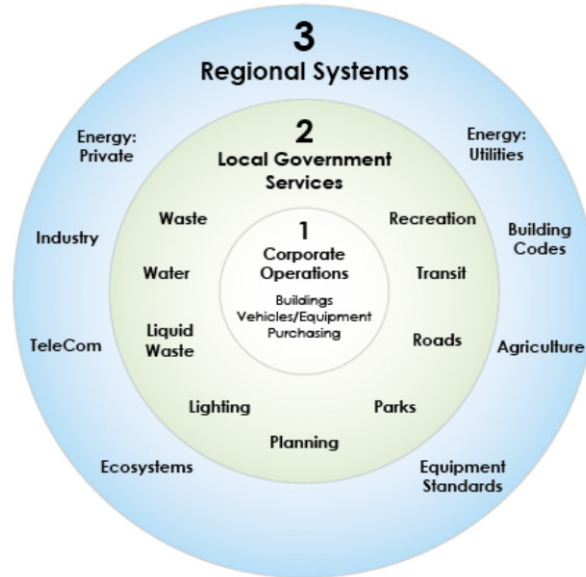 3
Regional Systems
Energy:
Private
Energy:
Utilities
Industry
Building
Codes
TeleCom
Agriculture
Ecosystems
Equipment
Standards
2
Local Government
Services
Waste
Recreation
Water
Transit
Liquid
Waste
Roads
Lighting
Parks
Planning
1
Corporate
Operations
Buildings
Vehicles/Equipment
Purchasing